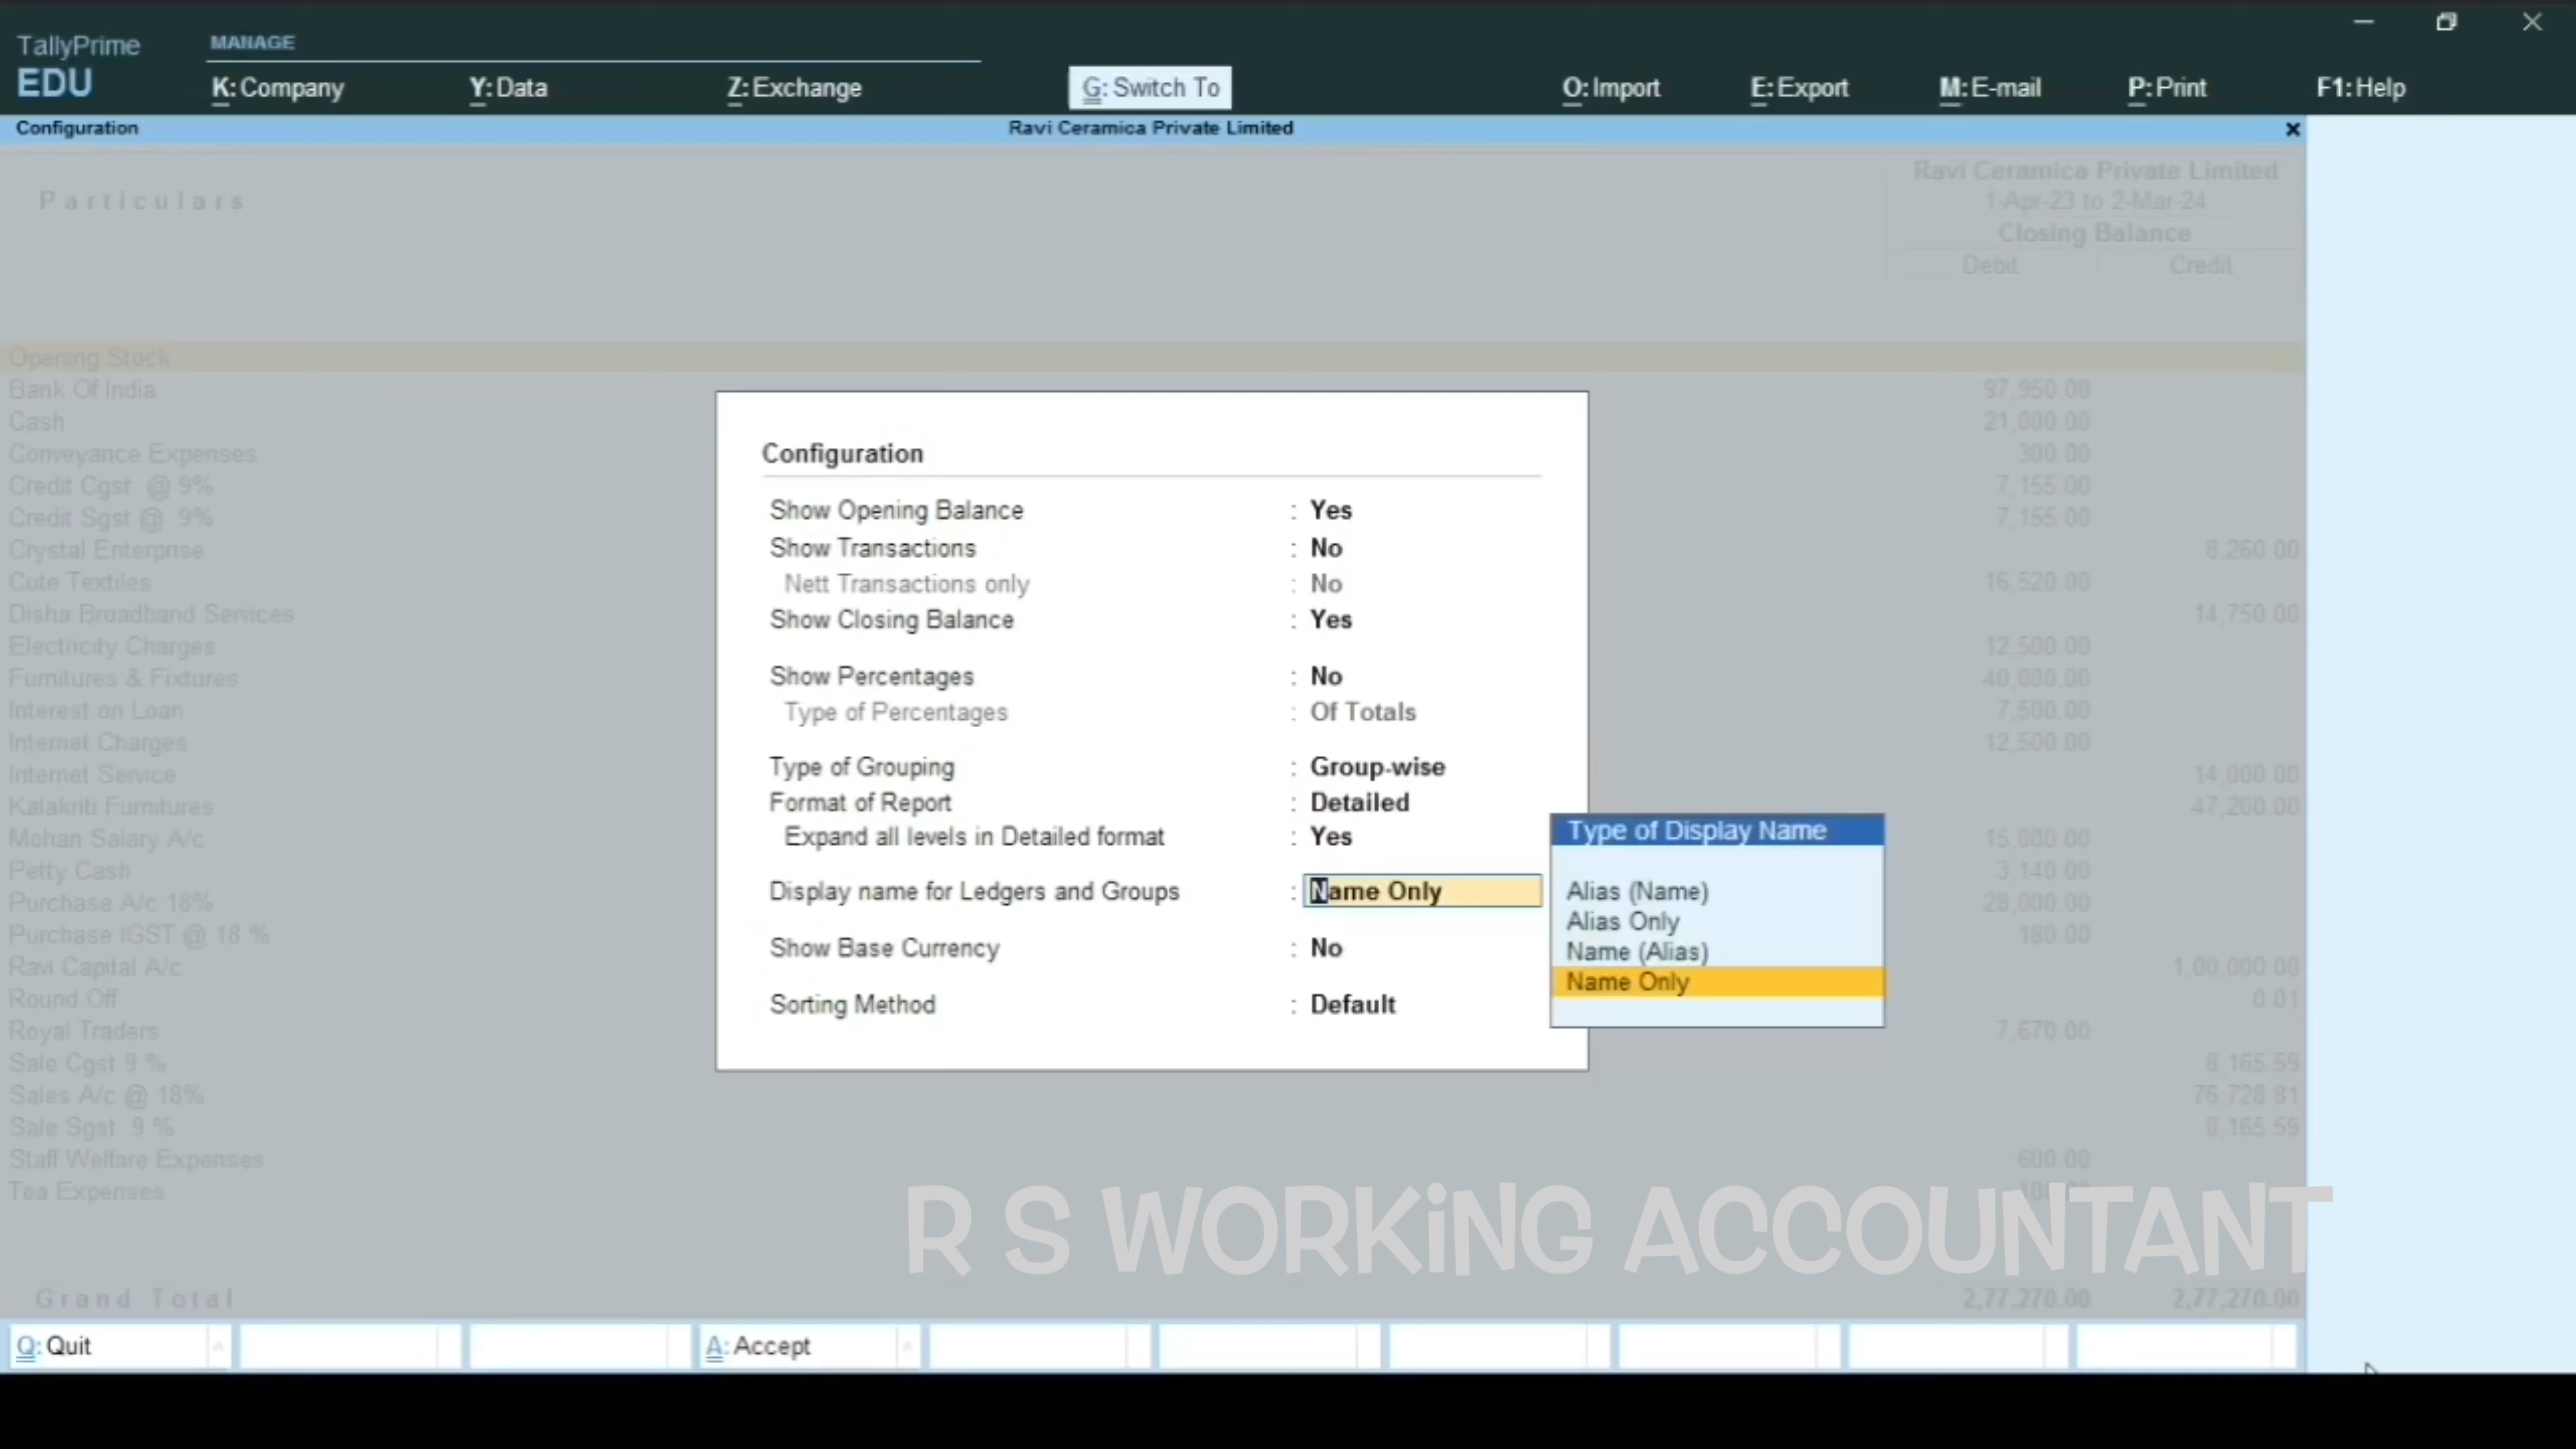 TallyPrime
EDU
MANAGE
K: Company
Y: Data
Z: Exchange
G: Switch To
O: Import
E: Export
M: E-mail
P: Print
F1: Help
Configuration
Ravi Ceramica Private Limited
Particulars
Ravi Ceramica Private Limited
1-Apr-23 to 2-Mar-24
Closing Balance
Debit Credit
Opening Stock
Bank Of India 97,950.00
Cash 21,000.00
Conveyance Expenses 300.00
Credit Cgst @ 9% 7,155.00
Credit Sgst @ 9% 7,155.00
Crystal Enterprise 8,260.00
Cute Textiles 16,520.00
Disha Broadband Services 14,750.00
Electricity Charges 12,500.00
Furnitures & Fixtures 40,000.00
Interest on Loan 7,500.00
Internet Charges 12,500.00
Internet Service 14,000.00
Kalakriti Furnitures 47,200.00
Mohan Salary A/c 15,000.00
Petty Cash 3,140.00
Purchase A/c 18% 28,000.00
Purchase IGST @ 18 % 180.00
Ravi Capital A/c 1,00,000.00
Round Off 0.01
Royal Traders 7,670.00
Sale Cgst 9 % 8,165.59
Sales A/c @ 18% 76,728.81
Sale Sgst 9 % 8,165.59
Staff Welfare Expenses 600.00
Tea Expenses
Grand Total 2,77,270.00 2,77,270.00
Configuration
Show Opening Balance : Yes
Show Transactions : No
Nett Transactions only : No
Show Closing Balance : Yes
Show Percentages : No
Type of Percentages : Of Totals
Type of Grouping : Group-wise
Format of Report : Detailed
Expand all levels in Detailed format : Yes
Display name for Ledgers and Groups : Name Only
Show Base Currency : No
Sorting Method : Default
Type of Display Name
Alias (Name)
Alias Only
Name (Alias)
Name Only
R S WORKiNG ACCOUNTANT
Q: Quit
A: Accept